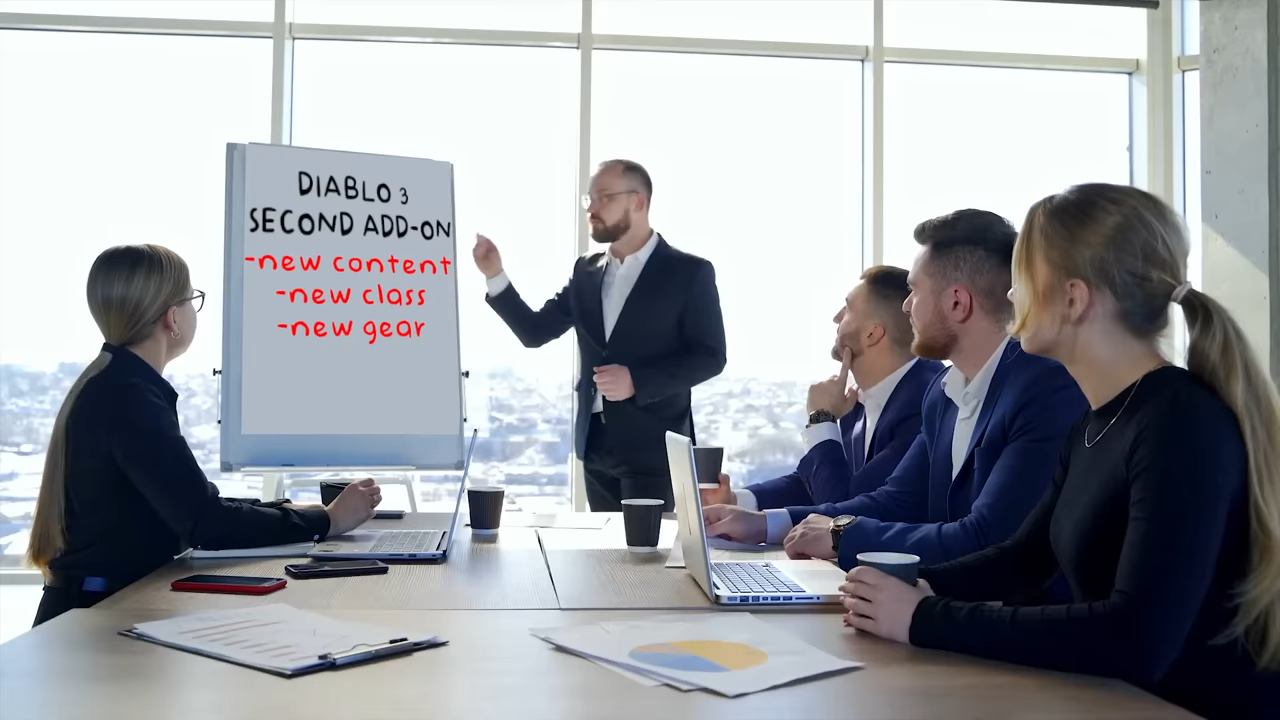 DIABLO 3
SECOND ADD-ON
-new content
-new class
-new gear